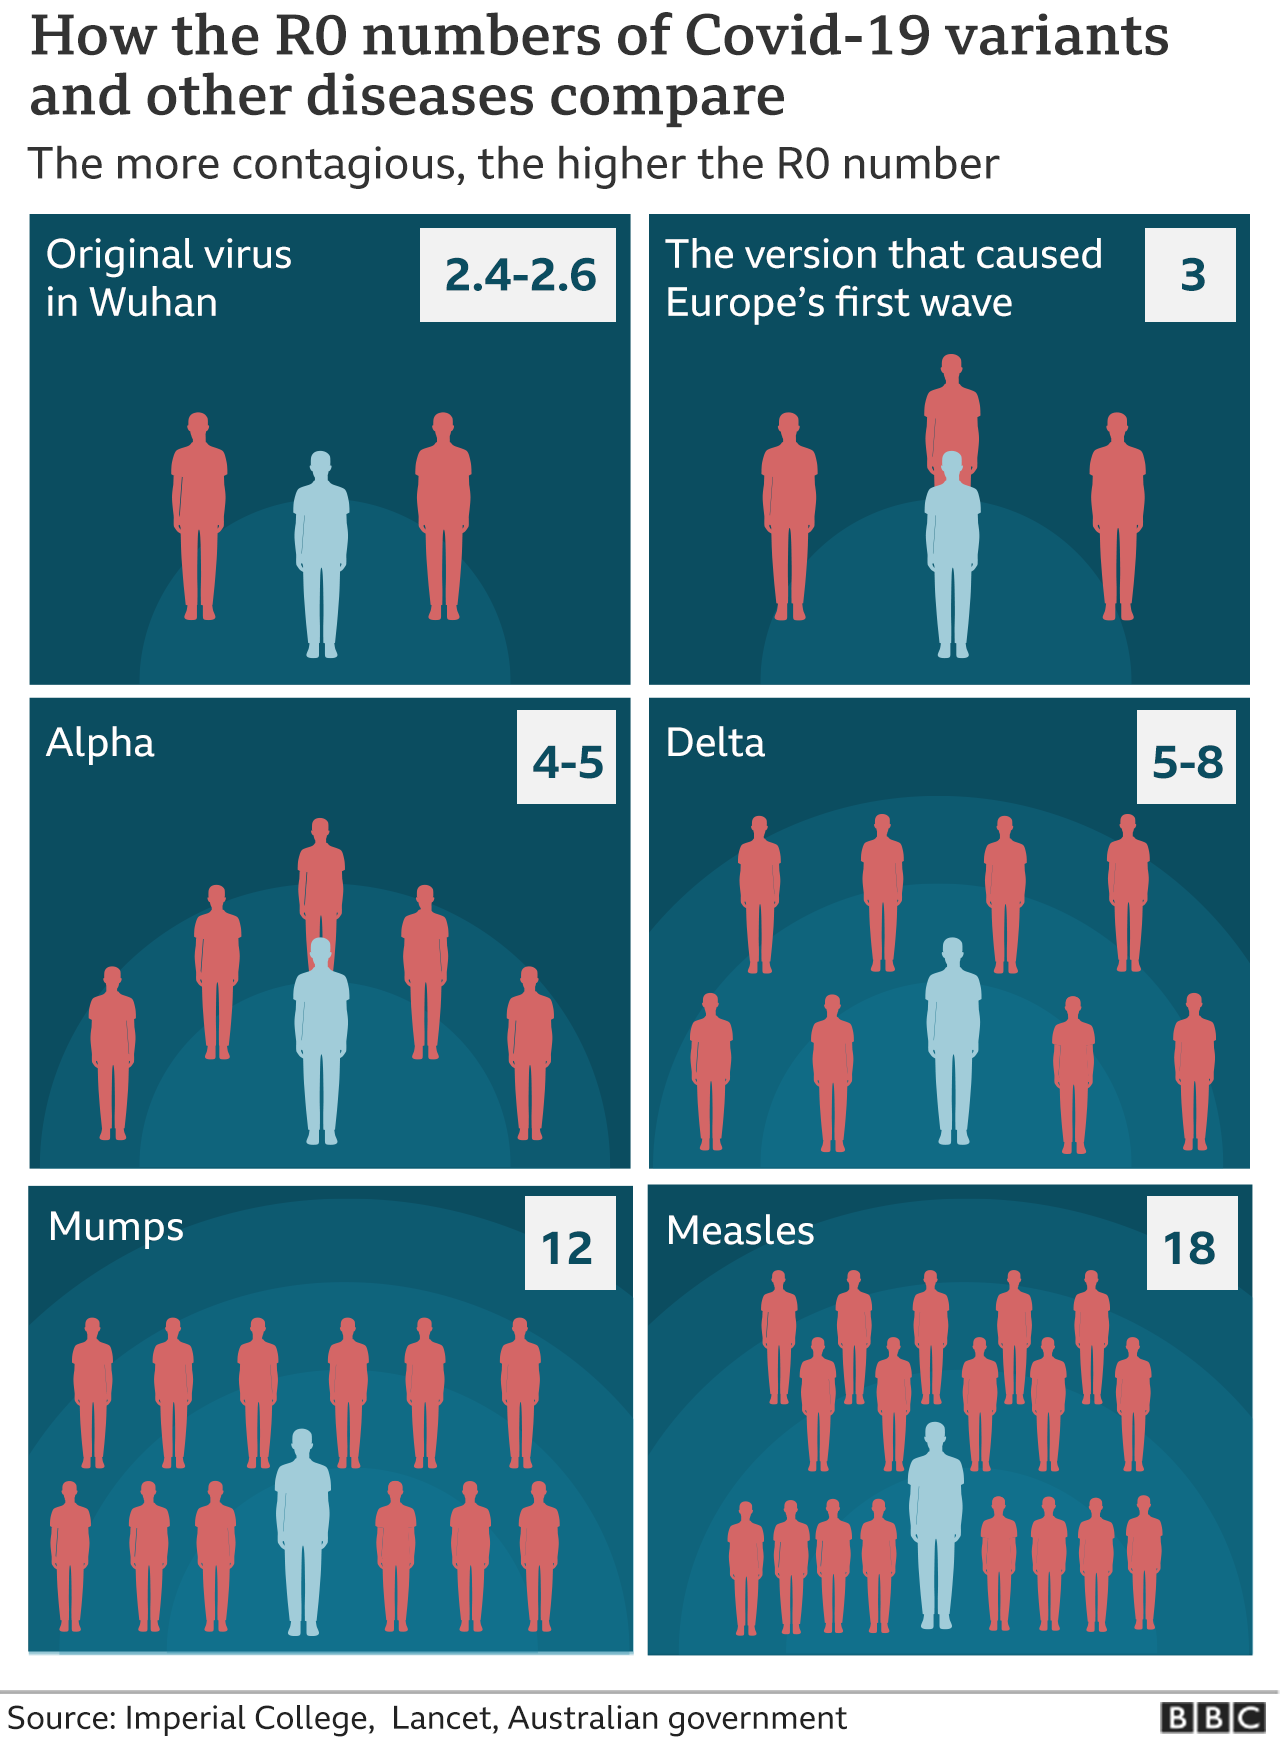 How the R0 numbers of Covid-19 variants
and other diseases compare
The more contagious, the higher the R0 number
Original virus
in Wuhan
2.4-2.6
The version that caused
Europe’s first wave
3
Alpha
4-5
Delta
5-8
Mumps
12
Measles
18
Source: Imperial College, Lancet, Australian government
BBC